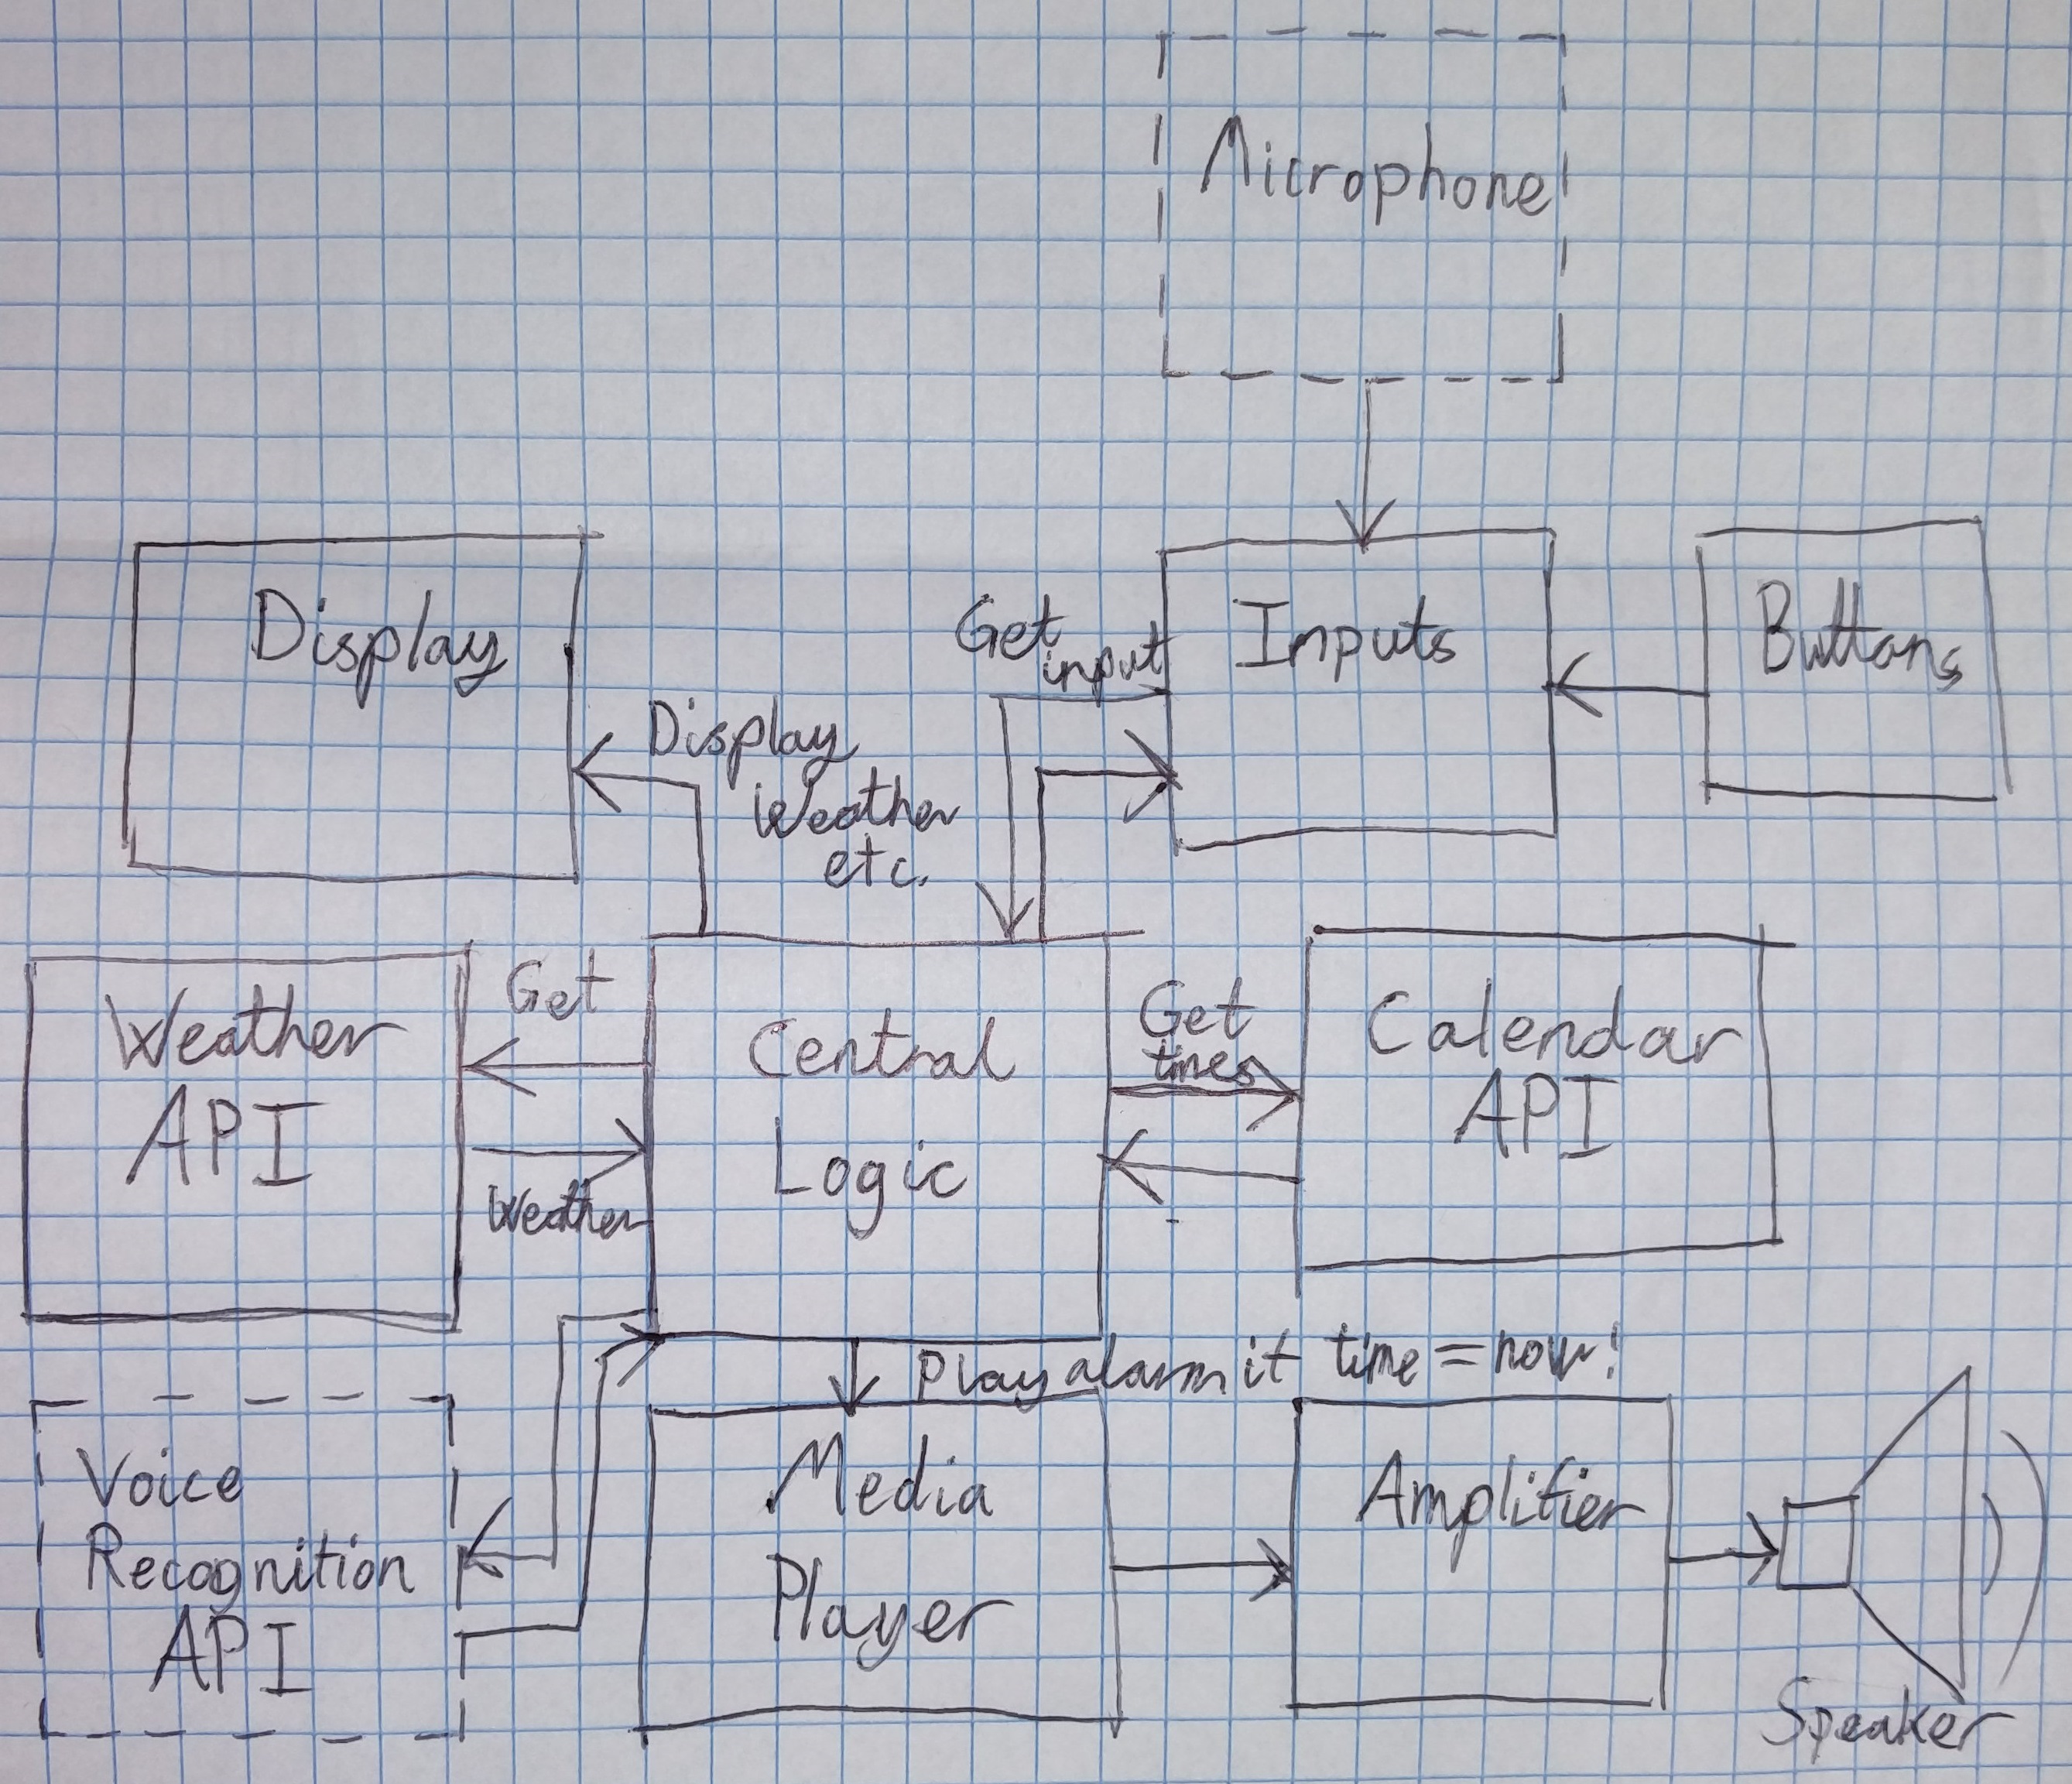 Microphone
Display
Get
input
Inputs
Buttons
Display
Weather
etc.
Weather
API
Get
Weather
Central
Logic
Get
times
Calendar
API
Play alarm if time = now!
Voice
Recognition
API
Media
Player
Amplifier
Speaker